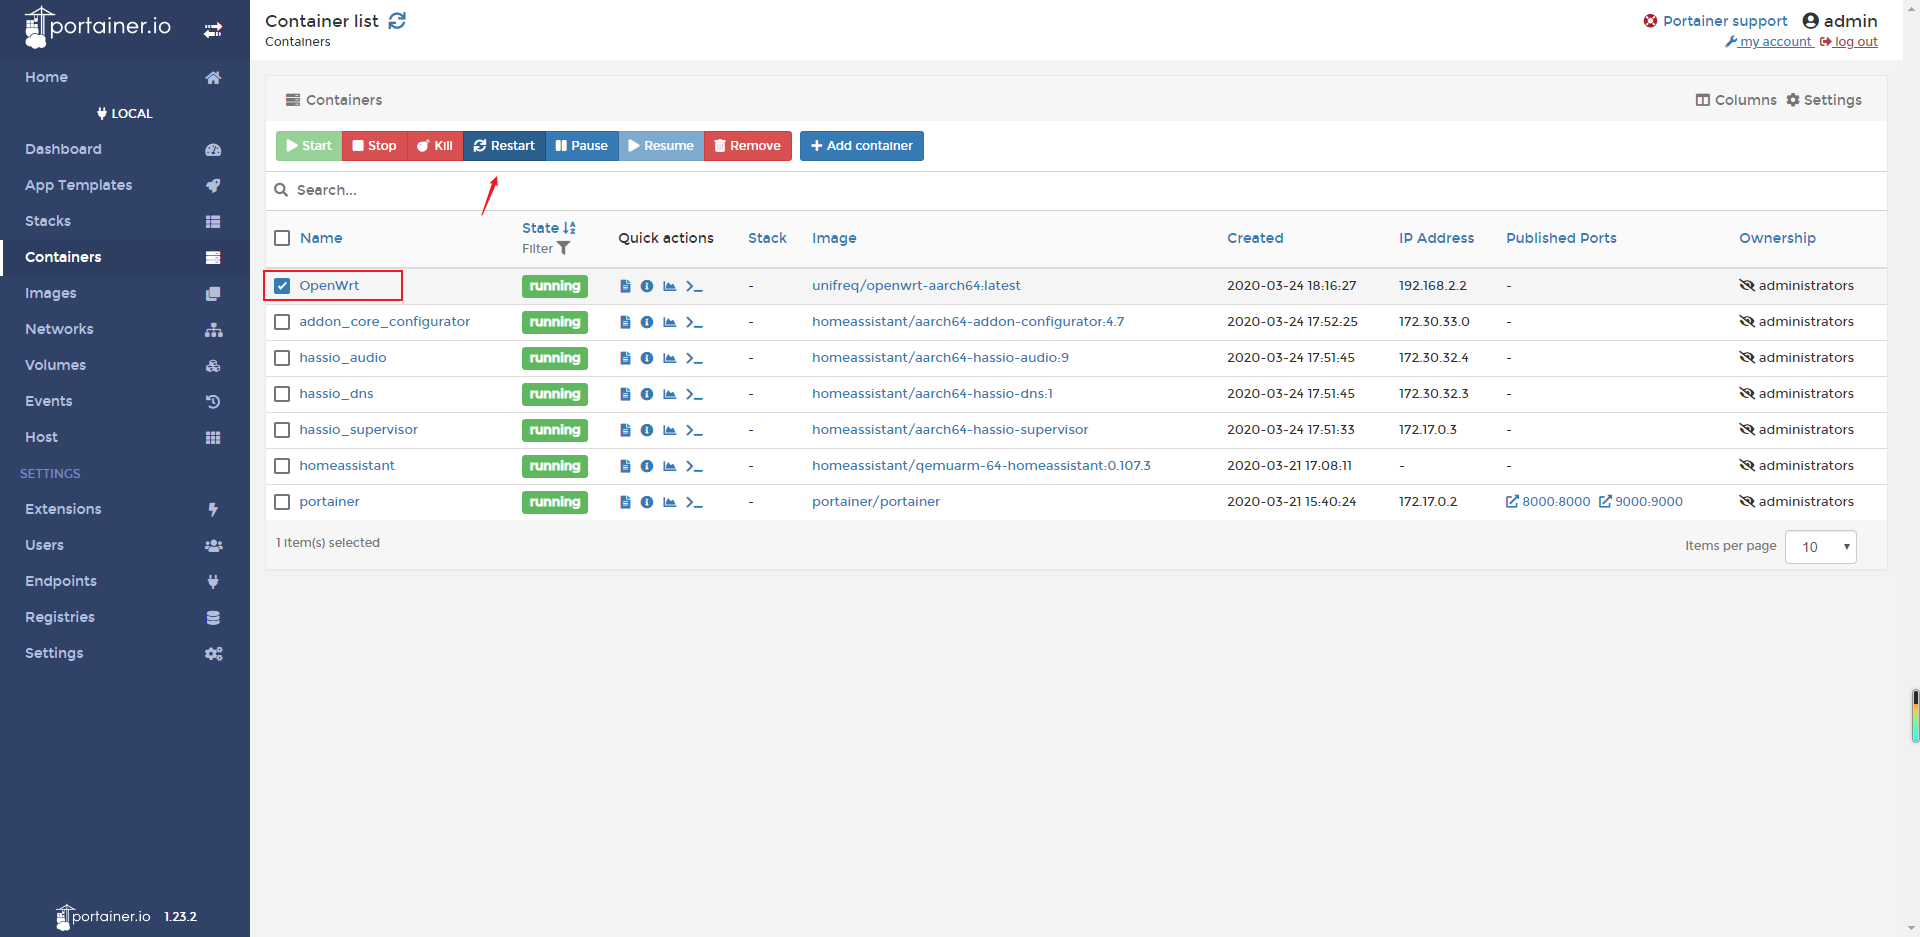 portainer.io
Container list
Containers
Portainer support admin
my account log out
Home
LOCAL
Dashboard
App Templates
Stacks
Containers
Images
Networks
Volumes
Events
Host
SETTINGS
Extensions
Users
Endpoints
Registries
Settings
portainer.io 1.23.2
Containers Columns Settings
Start Stop Kill Restart Pause Resume Remove Add container
Search...
Name State Filter Quick actions Stack Image Created IP Address Published Ports Ownership
OpenWrt running - unifreq/openwrt-aarch64:latest 2020-03-24 18:16:27 192.168.2.2 - administrators
addon_core_configurator running - homeassistant/aarch64-addon-configurator:4.7 2020-03-24 17:52:25 172.30.33.0 - administrators
hassio_audio running - homeassistant/aarch64-hassio-audio:9 2020-03-24 17:51:45 172.30.32.4 - administrators
hassio_dns running - homeassistant/aarch64-hassio-dns:1 2020-03-24 17:51:45 172.30.32.3 - administrators
hassio_supervisor running - homeassistant/aarch64-hassio-supervisor 2020-03-24 17:51:33 172.17.0.3 - administrators
homeassistant running - homeassistant/qemuarm-64-homeassistant:0.107.3 2020-03-21 17:08:11 - - administrators
portainer running - portainer/portainer 2020-03-21 15:40:24 172.17.0.2 8000:8000 9000:9000 administrators
1 item(s) selected
Items per page 10